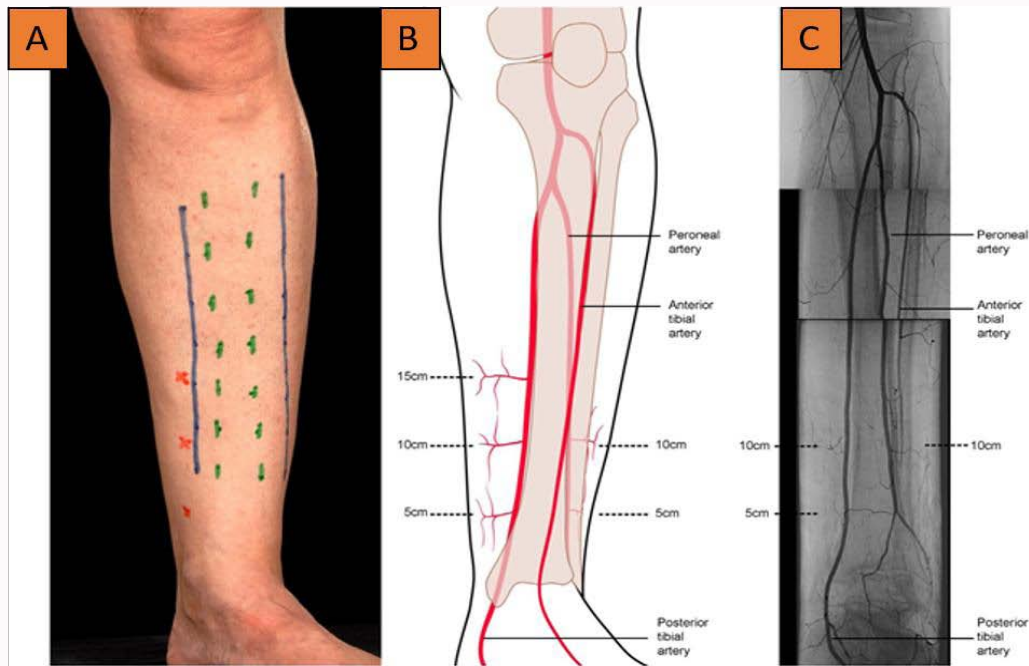 A
B
C
Peroneal
artery
Anterior
tibial
artery
15cm
10cm
10cm
5cm
5cm
Posterior
tibial
artery
Peroneal
artery
Anterior
tibial
artery
10cm
10cm
5cm
Posterior
tibial
artery